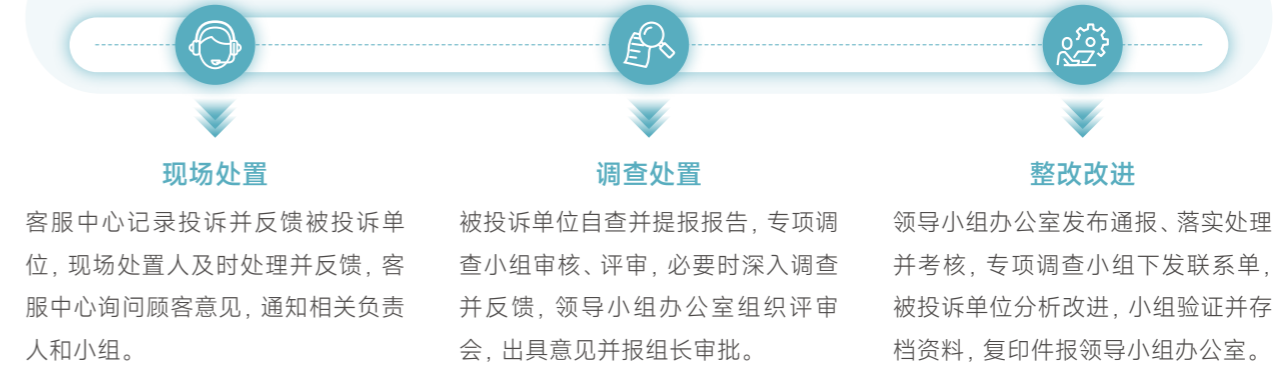 现场处置
客服中心记录投诉并反馈被投诉单
位，现场处置人及时处理并反馈，客
服中心询问顾客意见，通知相关负责
人和小组。
调查处置
被投诉单位自查并提报报告，专项调
查小组审核、评审，必要时深入调查
并反馈，领导小组办公室组织评审
会，出具意见并报组长审批。
整改改进
领导小组办公室发布通报、落实处理
并考核，专项调查小组下发联系单，
被投诉单位分析改进，小组验证并存
档资料，复印件报领导小组办公室。